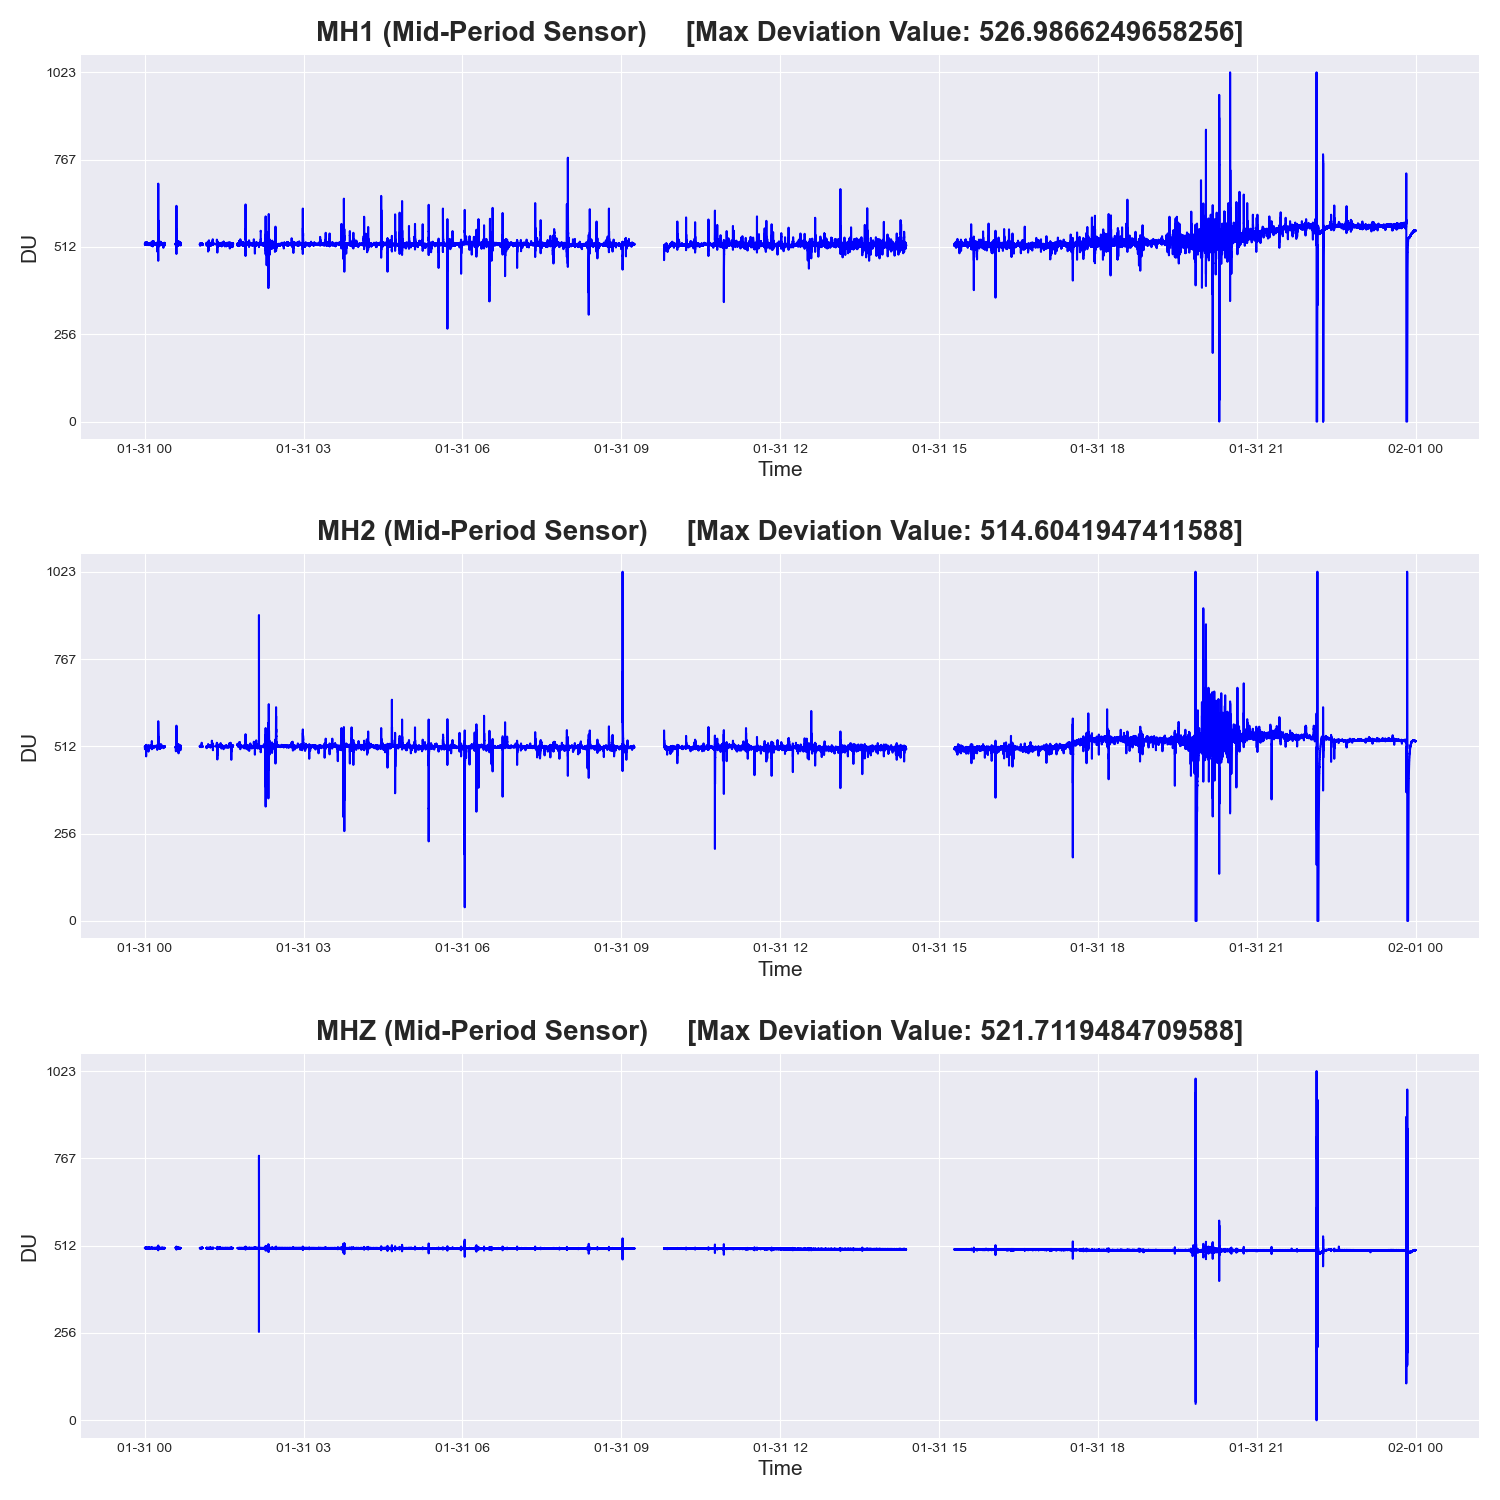 MH1 (Mid-Period Sensor) [Max Deviation Value: 526.9866249658256]
1023
767
512
256
0
DU
01-31 00 01-31 03 01-31 06 01-31 09 01-31 12 01-31 15 01-31 18 01-31 21 02-01 00
Time
MH2 (Mid-Period Sensor) [Max Deviation Value: 514.6041947411588]
1023
767
512
256
0
DU
01-31 00 01-31 03 01-31 06 01-31 09 01-31 12 01-31 15 01-31 18 01-31 21 02-01 00
Time
MHZ (Mid-Period Sensor) [Max Deviation Value: 521.7119484709588]
1023
767
512
256
0
DU
01-31 00 01-31 03 01-31 06 01-31 09 01-31 12 01-31 15 01-31 18 01-31 21 02-01 00
Time